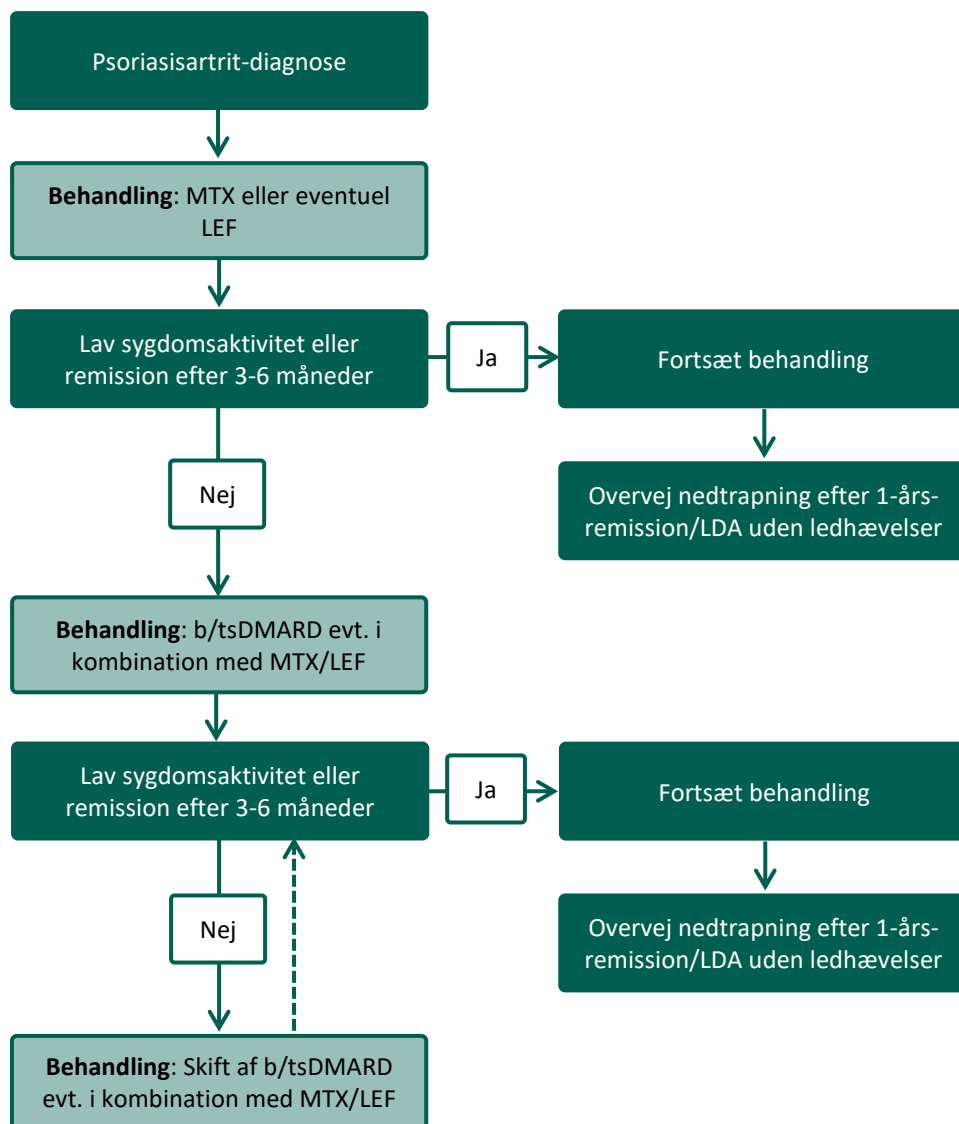 Psoriasisartrit-diagnose
Behandling: MTX eller eventuel
LEF
Lav sygdomsaktivitet eller
remission efter 3-6 måneder
Ja
Fortsæt behandling
Overvej nedtrapning efter 1-års-
remission/LDA uden ledhævelser
Nej
Behandling: b/tsDMARD evt. i
kombination med MTX/LEF
Lav sygdomsaktivitet eller
remission efter 3-6 måneder
Ja
Fortsæt behandling
Overvej nedtrapning efter 1-års-
remission/LDA uden ledhævelser
Nej
Behandling: Skift af b/tsDMARD
evt. i kombination med MTX/LEF